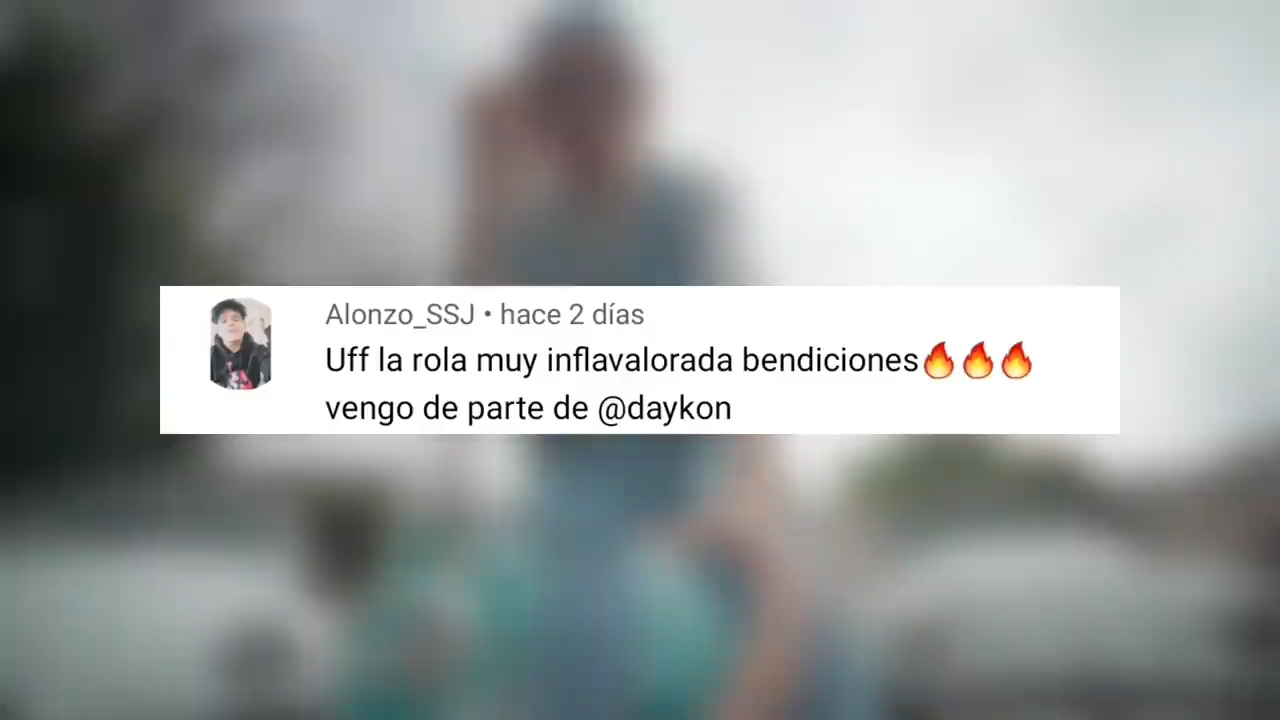 Alonzo_SSJ • hace 2 días
Uff la rola muy inflavalorada bendiciones🔥🔥🔥
vengo de parte de @daykon